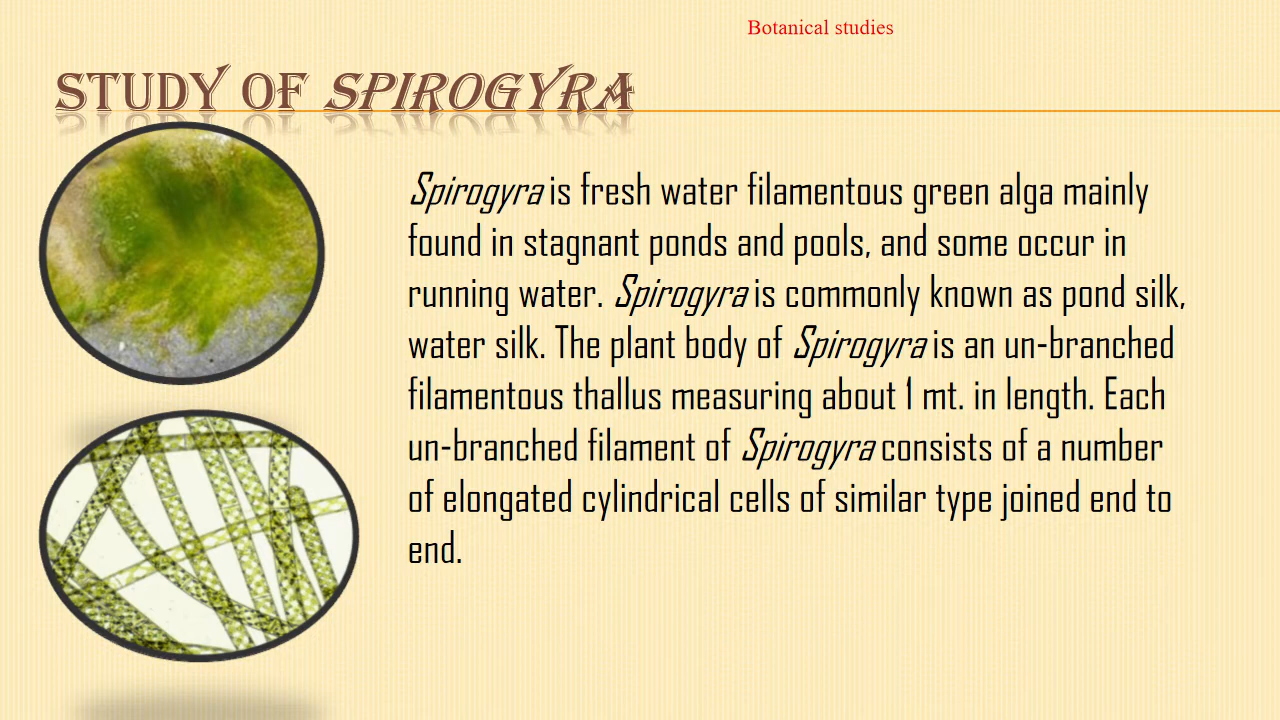 Botanical studies
STUDY OF SPIROGYRA
Spirogyra is fresh water filamentous green alga mainly
found in stagnant ponds and pools, and some occur in
running water. Spirogyra is commonly known as pond silk,
water silk. The plant body of Spirogyra is an un-branched
filamentous thallus measuring about 1 mt. in length. Each
un-branched filament of Spirogyra consists of a number
of elongated cylindrical cells of similar type joined end to
end.